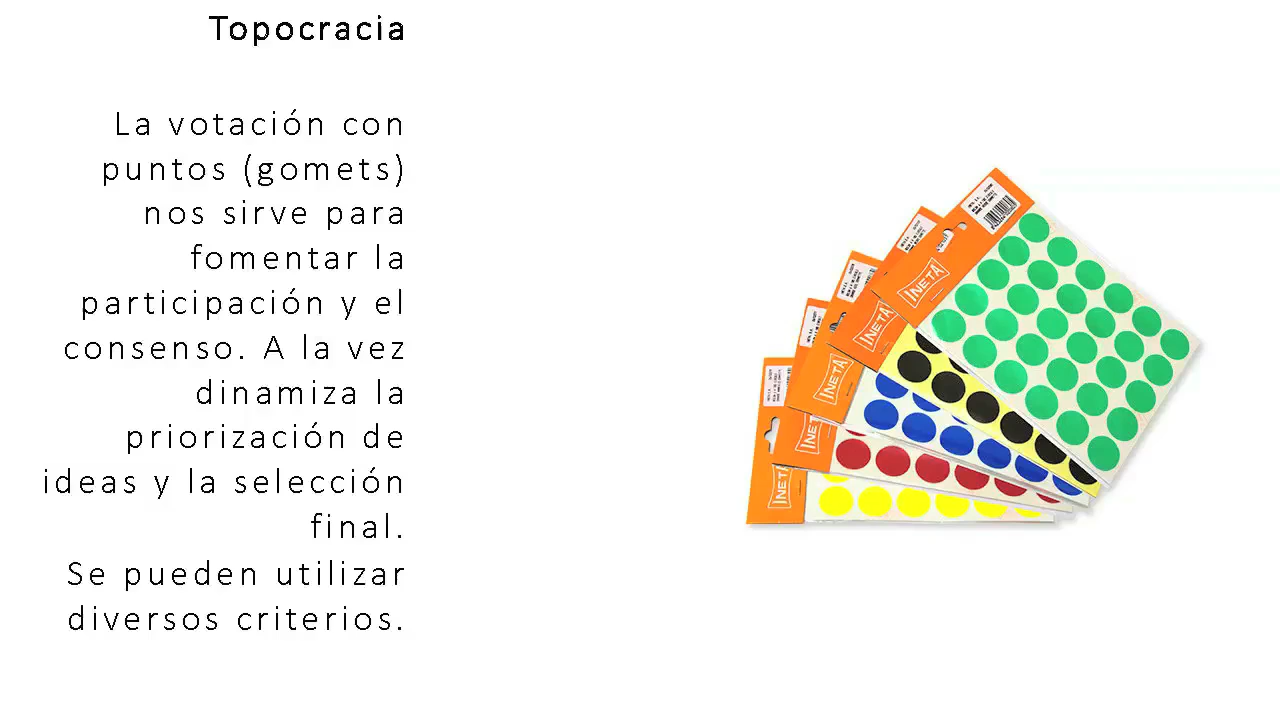 Topocracia
La votación con
puntos (gomets)
nos sirve para
fomentar la
participación y el
consenso. A la vez
dinamiza la
priorización de
ideas y la selección
final.
Se pueden utilizar
diversos criterios.
INETA
INETA
INETA
INETA
INETA